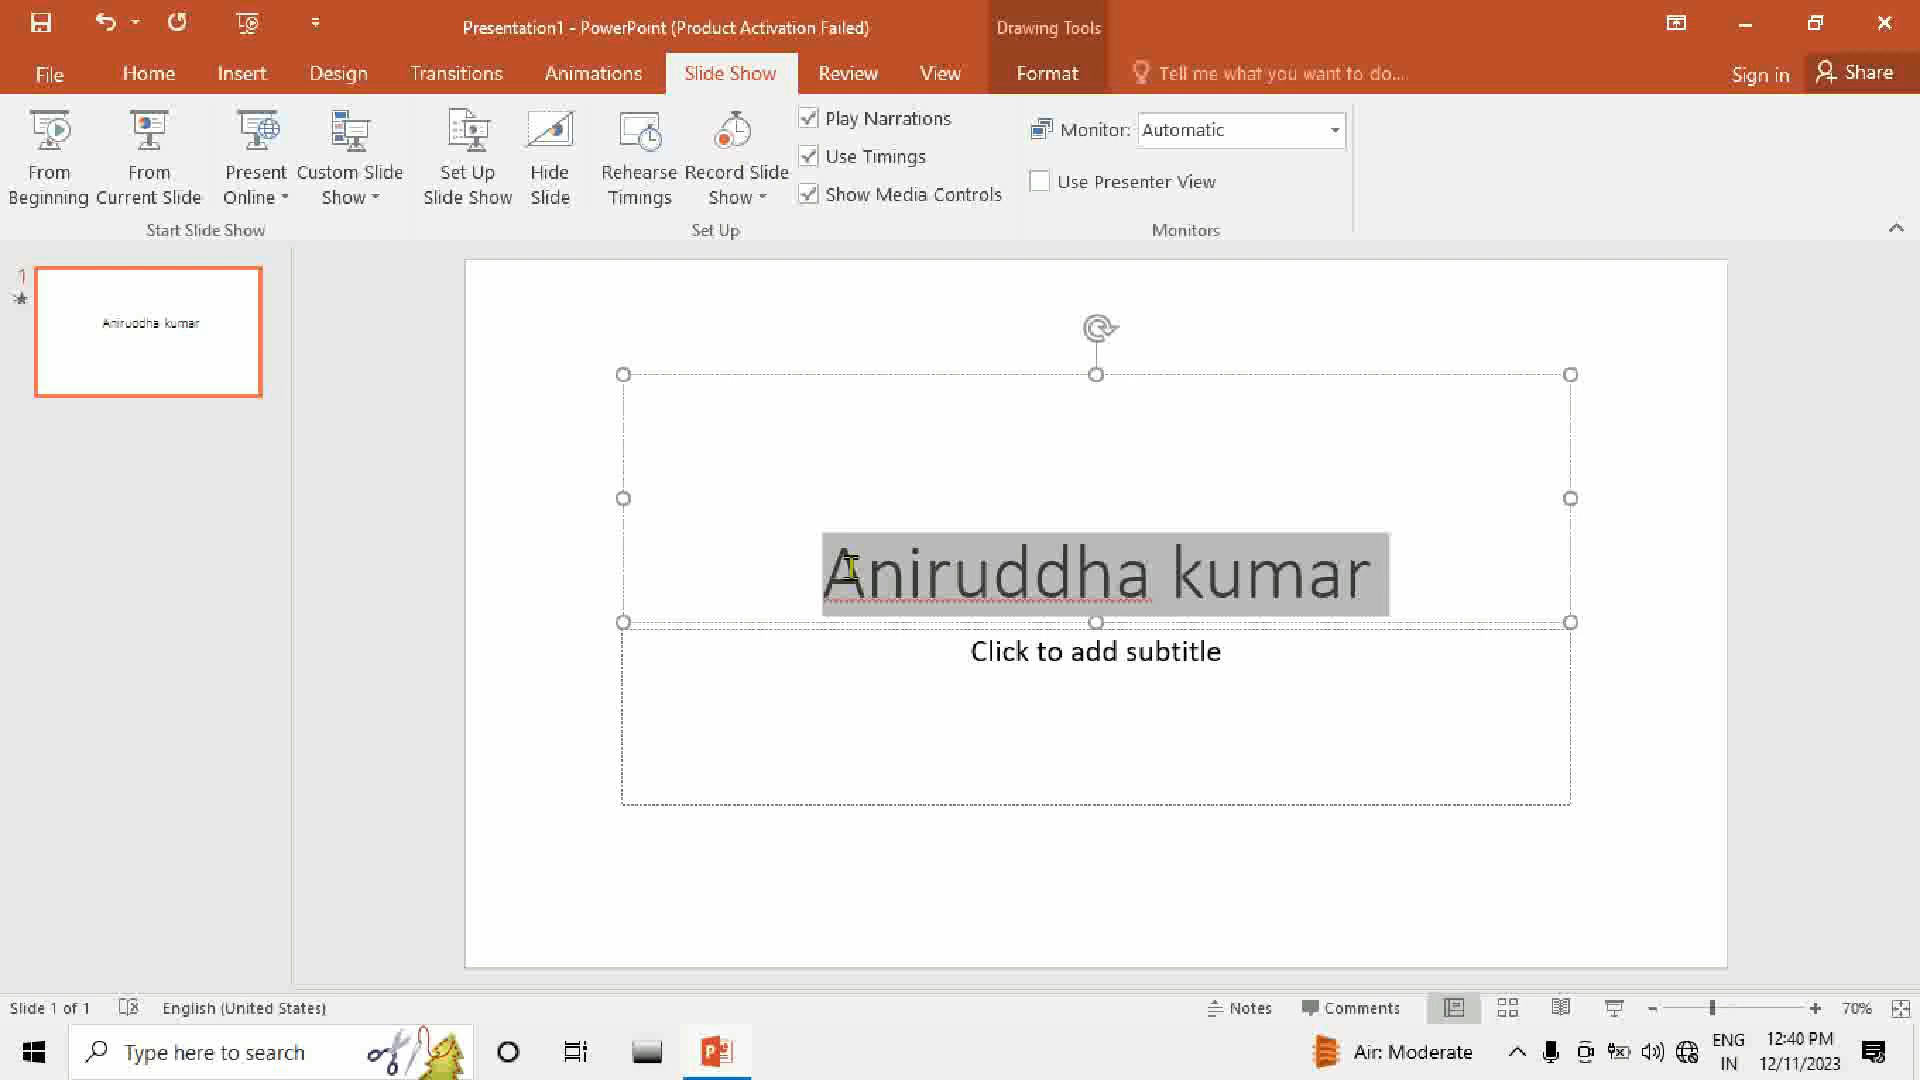 Presentation1 - PowerPoint (Product Activation Failed)
Drawing Tools
File Home Insert Design Transitions Animations Slide Show Review View Format Tell me what you want to do... Sign in Share
From Beginning
From Current Slide
Present Online
Custom Slide Show
Start Slide Show
Set Up Slide Show
Hide Slide
Rehearse Timings
Record Slide Show
Play Narrations
Use Timings
Show Media Controls
Set Up
Monitor: Automatic
Use Presenter View
Monitors
1
Aniruddha kumar
Aniruddha kumar
Click to add subtitle
Slide 1 of 1 English (United States) Notes Comments 70%
Type here to search
Air: Moderate
ENG
IN
12:40 PM
12/11/2023